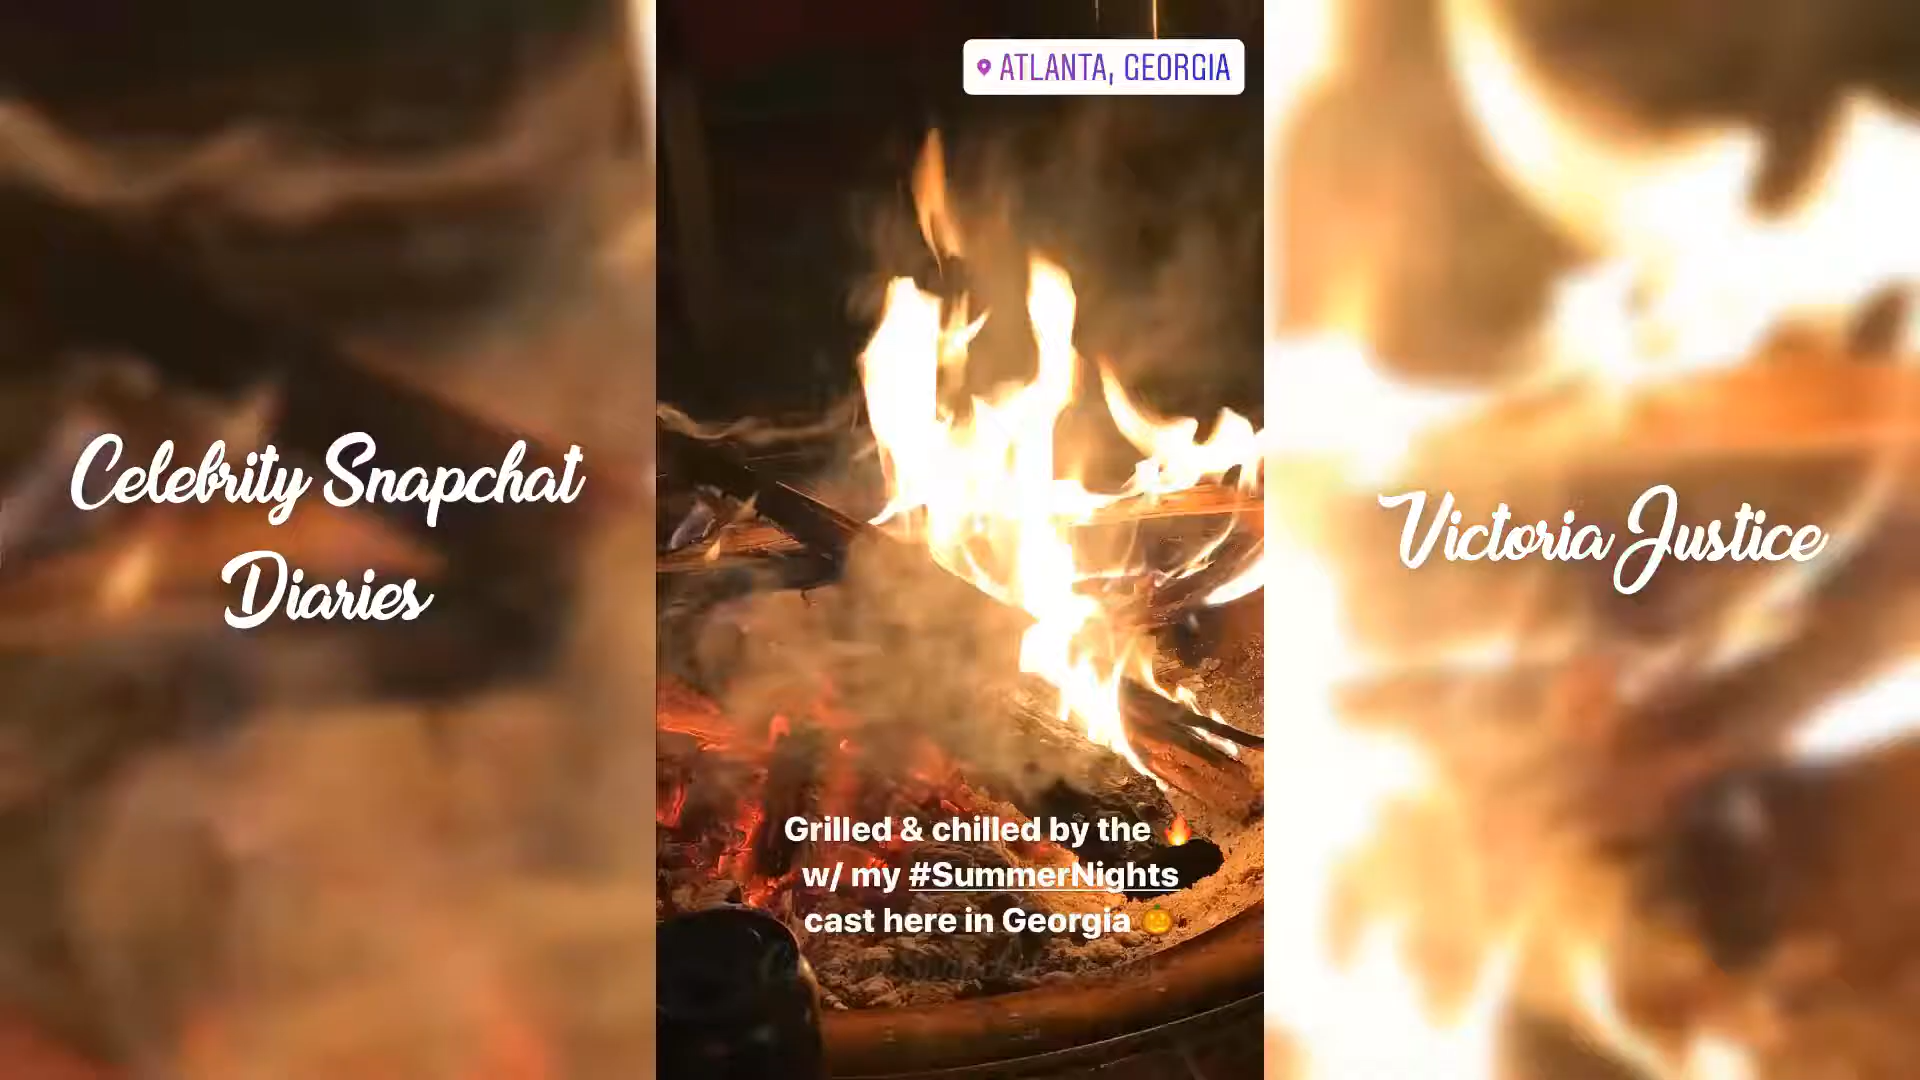 ATLANTA, GEORGIA
Celebrity Snapchat
Diaries
Victoria Justice
Grilled & chilled by the 🔥
w/ my #SummerNights
cast here in Georgia 🎃